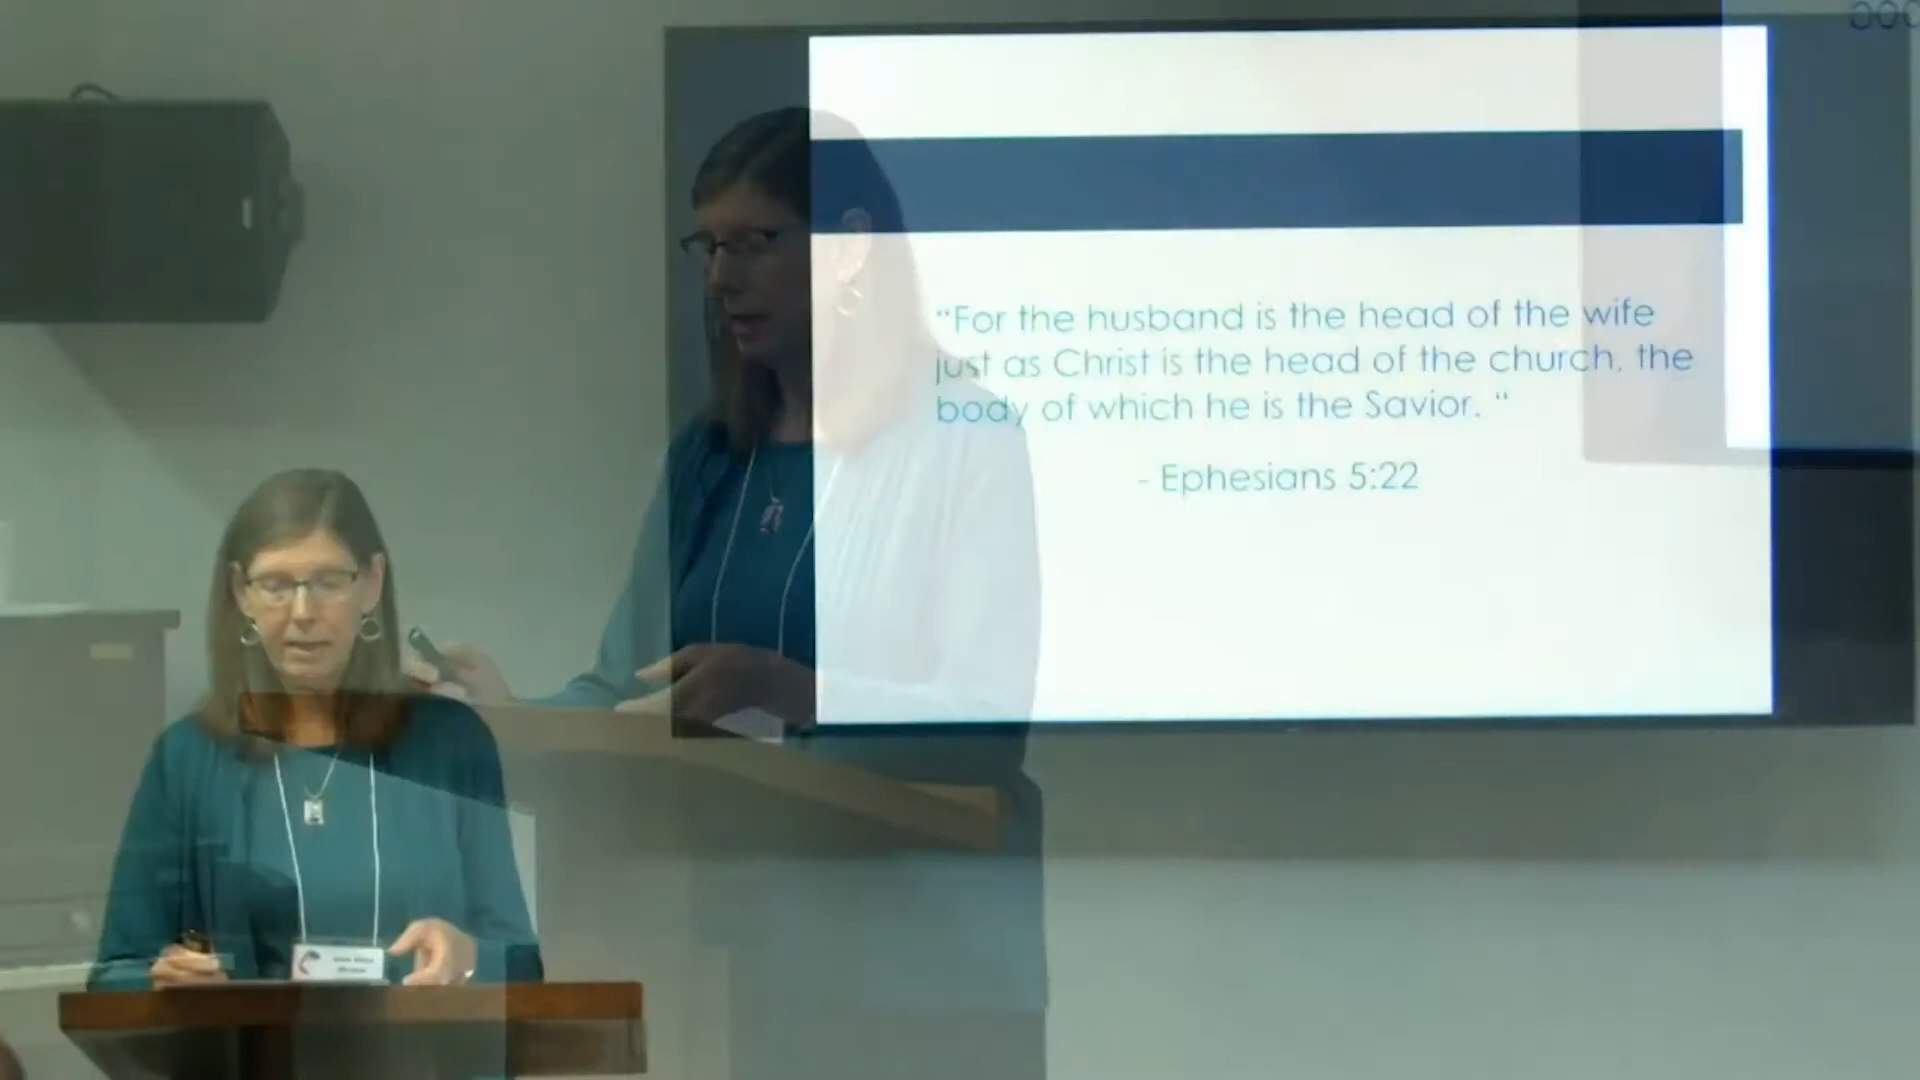 “For the husband is the head of the wife
just as Christ is the head of the church, the
body of which he is the Savior. “
- Ephesians 5:22